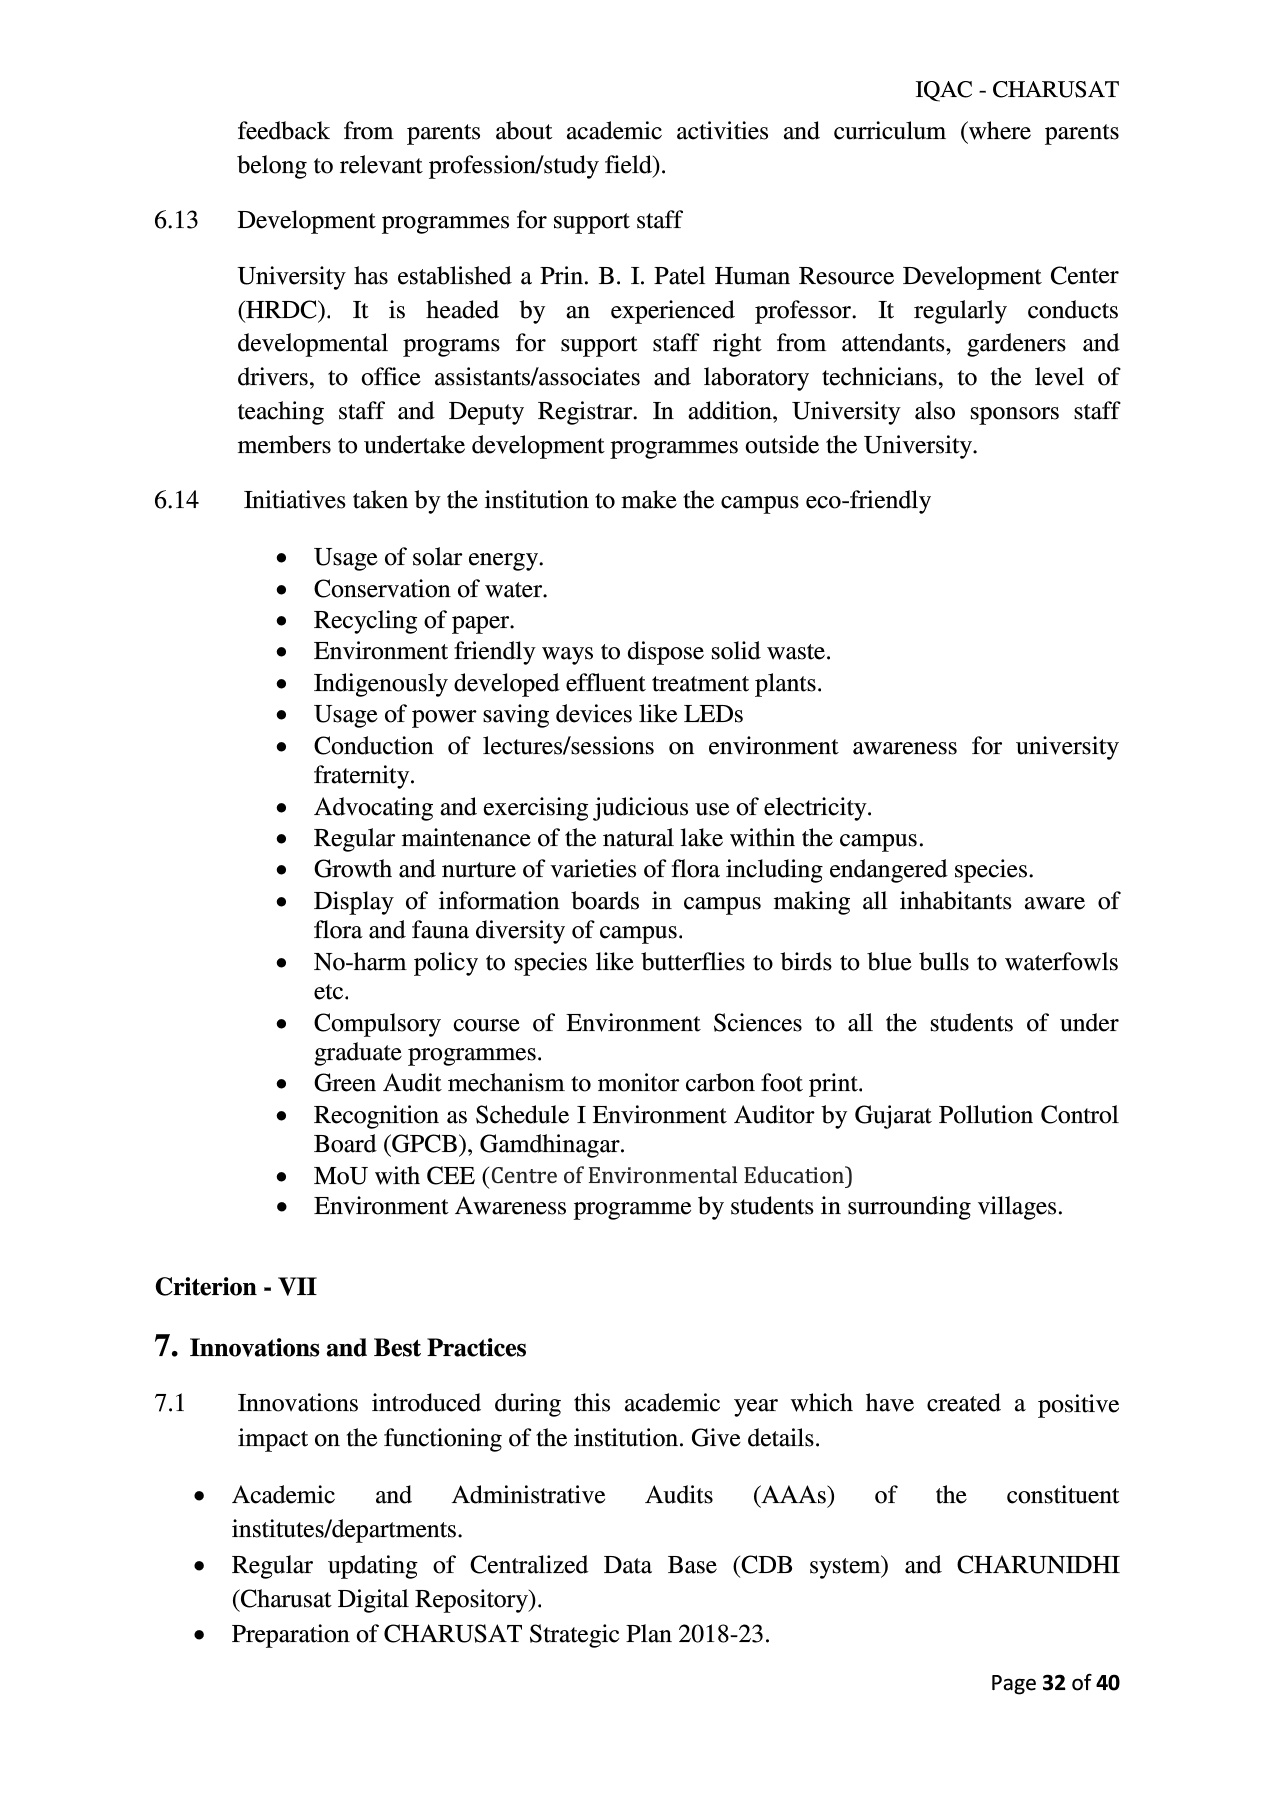 IQAC - CHARUSAT
feedback from parents about academic activities and curriculum (where parents
belong to relevant profession/study field).
6.13 Development programmes for support staff
University has established a Prin. B. I. Patel Human Resource Development Center
(HRDC). It is headed by an experienced professor. It regularly conducts
developmental programs for support staff right from attendants, gardeners and
drivers, to office assistants/associates and laboratory technicians, to the level of
teaching staff and Deputy Registrar. In addition, University also sponsors staff
members to undertake development programmes outside the University.
6.14 Initiatives taken by the institution to make the campus eco-friendly
• Usage of solar energy.
• Conservation of water.
• Recycling of paper.
• Environment friendly ways to dispose solid waste.
• Indigenously developed effluent treatment plants.
• Usage of power saving devices like LEDs
• Conduction of lectures/sessions on environment awareness for university
fraternity.
• Advocating and exercising judicious use of electricity.
• Regular maintenance of the natural lake within the campus.
• Growth and nurture of varieties of flora including endangered species.
• Display of information boards in campus making all inhabitants aware of
flora and fauna diversity of campus.
• No-harm policy to species like butterflies to birds to blue bulls to waterfowls
etc.
• Compulsory course of Environment Sciences to all the students of under
graduate programmes.
• Green Audit mechanism to monitor carbon foot print.
• Recognition as Schedule I Environment Auditor by Gujarat Pollution Control
Board (GPCB), Gamdhinagar.
• MoU with CEE (Centre of Environmental Education)
• Environment Awareness programme by students in surrounding villages.
Criterion - VII
7. Innovations and Best Practices
7.1 Innovations introduced during this academic year which have created a positive
impact on the functioning of the institution. Give details.
• Academic and Administrative Audits (AAAs) of the constituent
institutes/departments.
• Regular updating of Centralized Data Base (CDB system) and CHARUNIDHI
(Charusat Digital Repository).
• Preparation of CHARUSAT Strategic Plan 2018-23.
Page 32 of 40